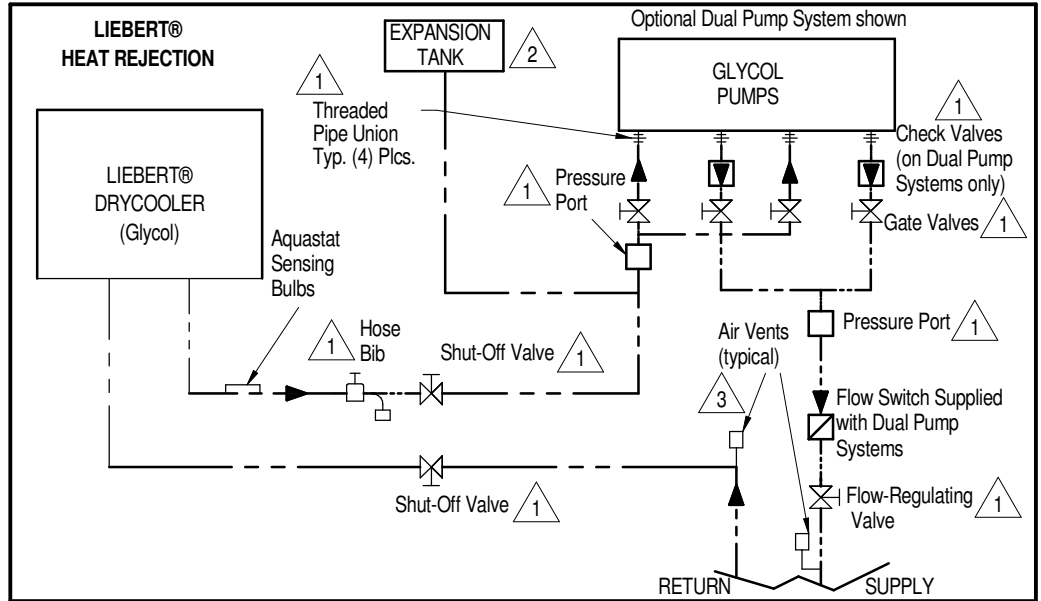 LIEBERT®
HEAT REJECTION
EXPANSION
TANK
2
Optional Dual Pump System shown
GLYCOL
PUMPS
1
Threaded
Pipe Union
Typ. (4) Plcs.
1
Check Valves
(on Dual Pump
Systems only)
LIEBERT®
DRYCOOLER
(Glycol)
1
Pressure
Port
Gate Valves
1
Aquastat
Sensing
Bulbs
1
Hose
Bib
Shut-Off Valve
1
Air Vents
(typical)
3
Pressure Port
1
Flow Switch Supplied
with Dual Pump
Systems
Shut-Off Valve
1
Flow-Regulating
Valve
1
RETURN
SUPPLY